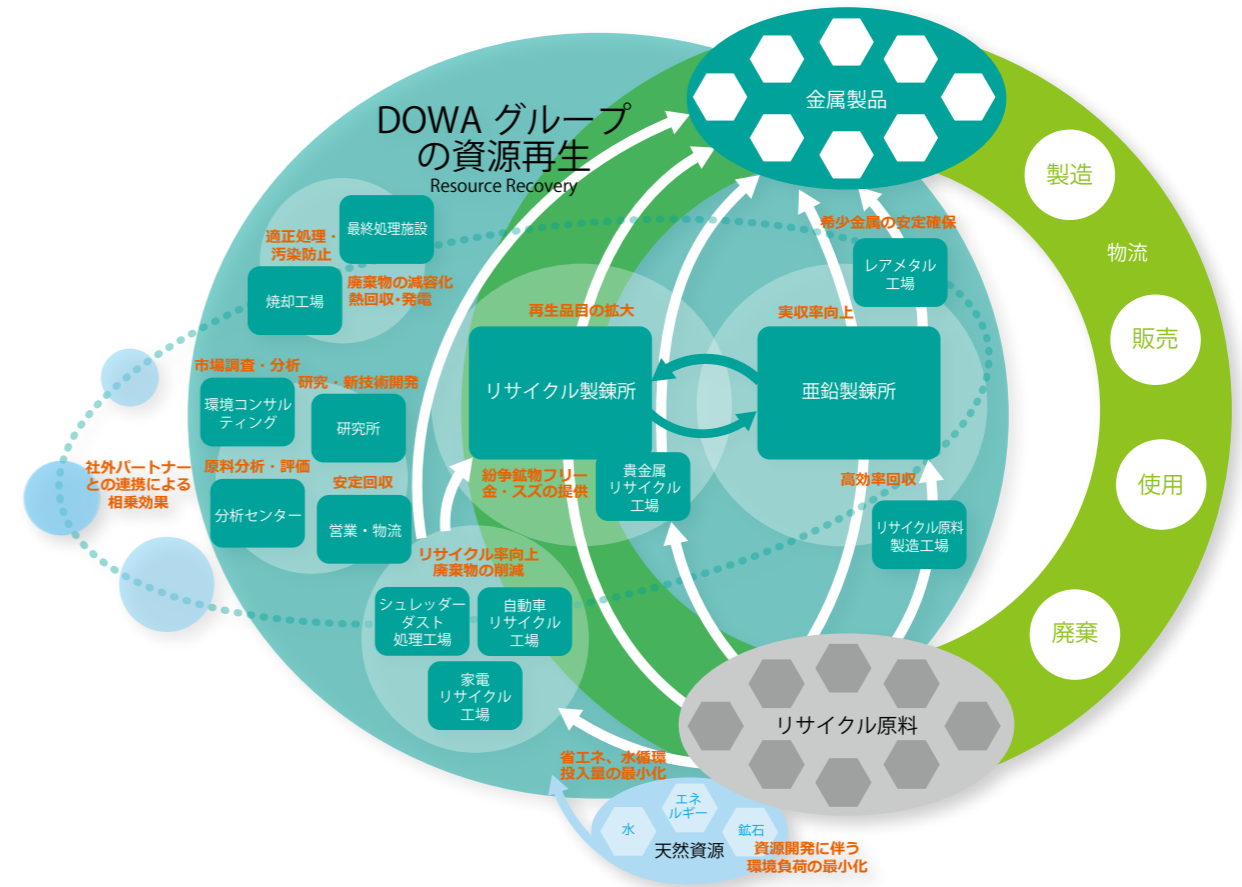 DOWA グループ
の資源再生
Resource Recovery
金属製品
製造
物流
販売
使用
廃棄
適正処理・
汚染防止
最終処理施設
焼却工場
廃棄物の減容化
熱回収・発電
希少金属の安定確保
レアメタル
工場
再生品目の拡大
実収率向上
リサイクル製錬所
亜鉛製錬所
市場調査・分析
環境コンサル
ティング
研究・新技術開発
研究所
社外パートナー
との連携による
相乗効果
原料分析・評価
分析センター
安定回収
営業・物流
紛争鉱物フリー
金・スズの提供
貴金属
リサイクル
工場
高効率回収
リサイクル原料
製造工場
リサイクル率向上
廃棄物の削減
シュレッダー
ダスト
処理工場
自動車
リサイクル
工場
家電
リサイクル
工場
リサイクル原料
省エネ、水循環
投入量の最小化
水
エネ
ルギー
鉱石
天然資源
資源開発に伴う
環境負荷の最小化